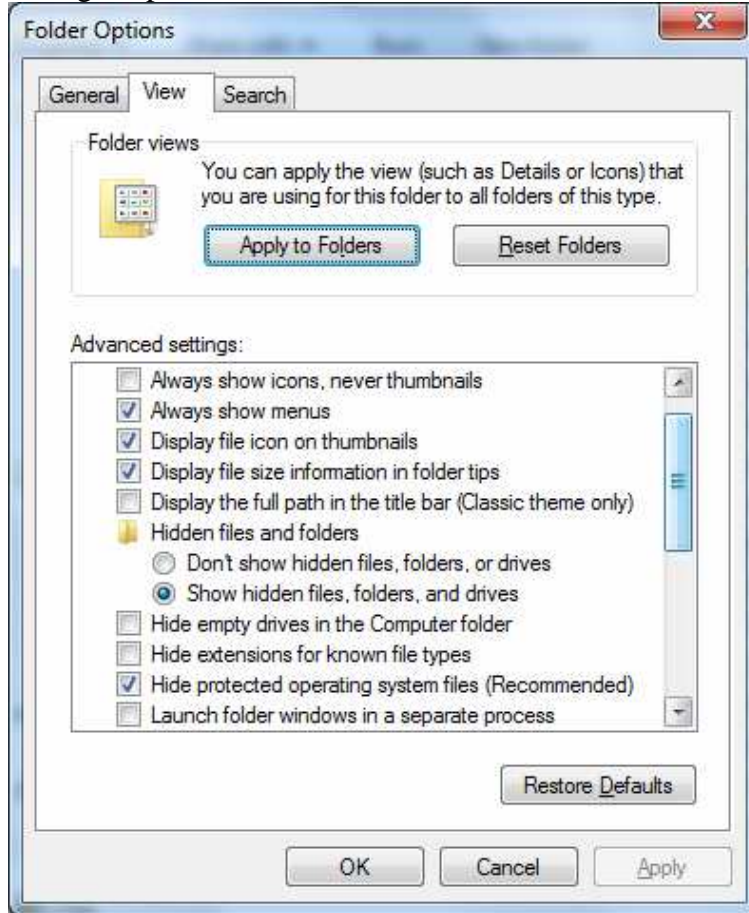 Folder Options
General View Search
Folder views
You can apply the view (such as Details or Icons) that
you are using for this folder to all folders of this type.
Apply to Folders Reset Folders
Advanced settings:
Always show icons, never thumbnails
Always show menus
Display file icon on thumbnails
Display file size information in folder tips
Display the full path in the title bar (Classic theme only)
Hidden files and folders
Don't show hidden files, folders, or drives
Show hidden files, folders, and drives
Hide empty drives in the Computer folder
Hide extensions for known file types
Hide protected operating system files (Recommended)
Launch folder windows in a separate process
Restore Defaults
OK Cancel Apply